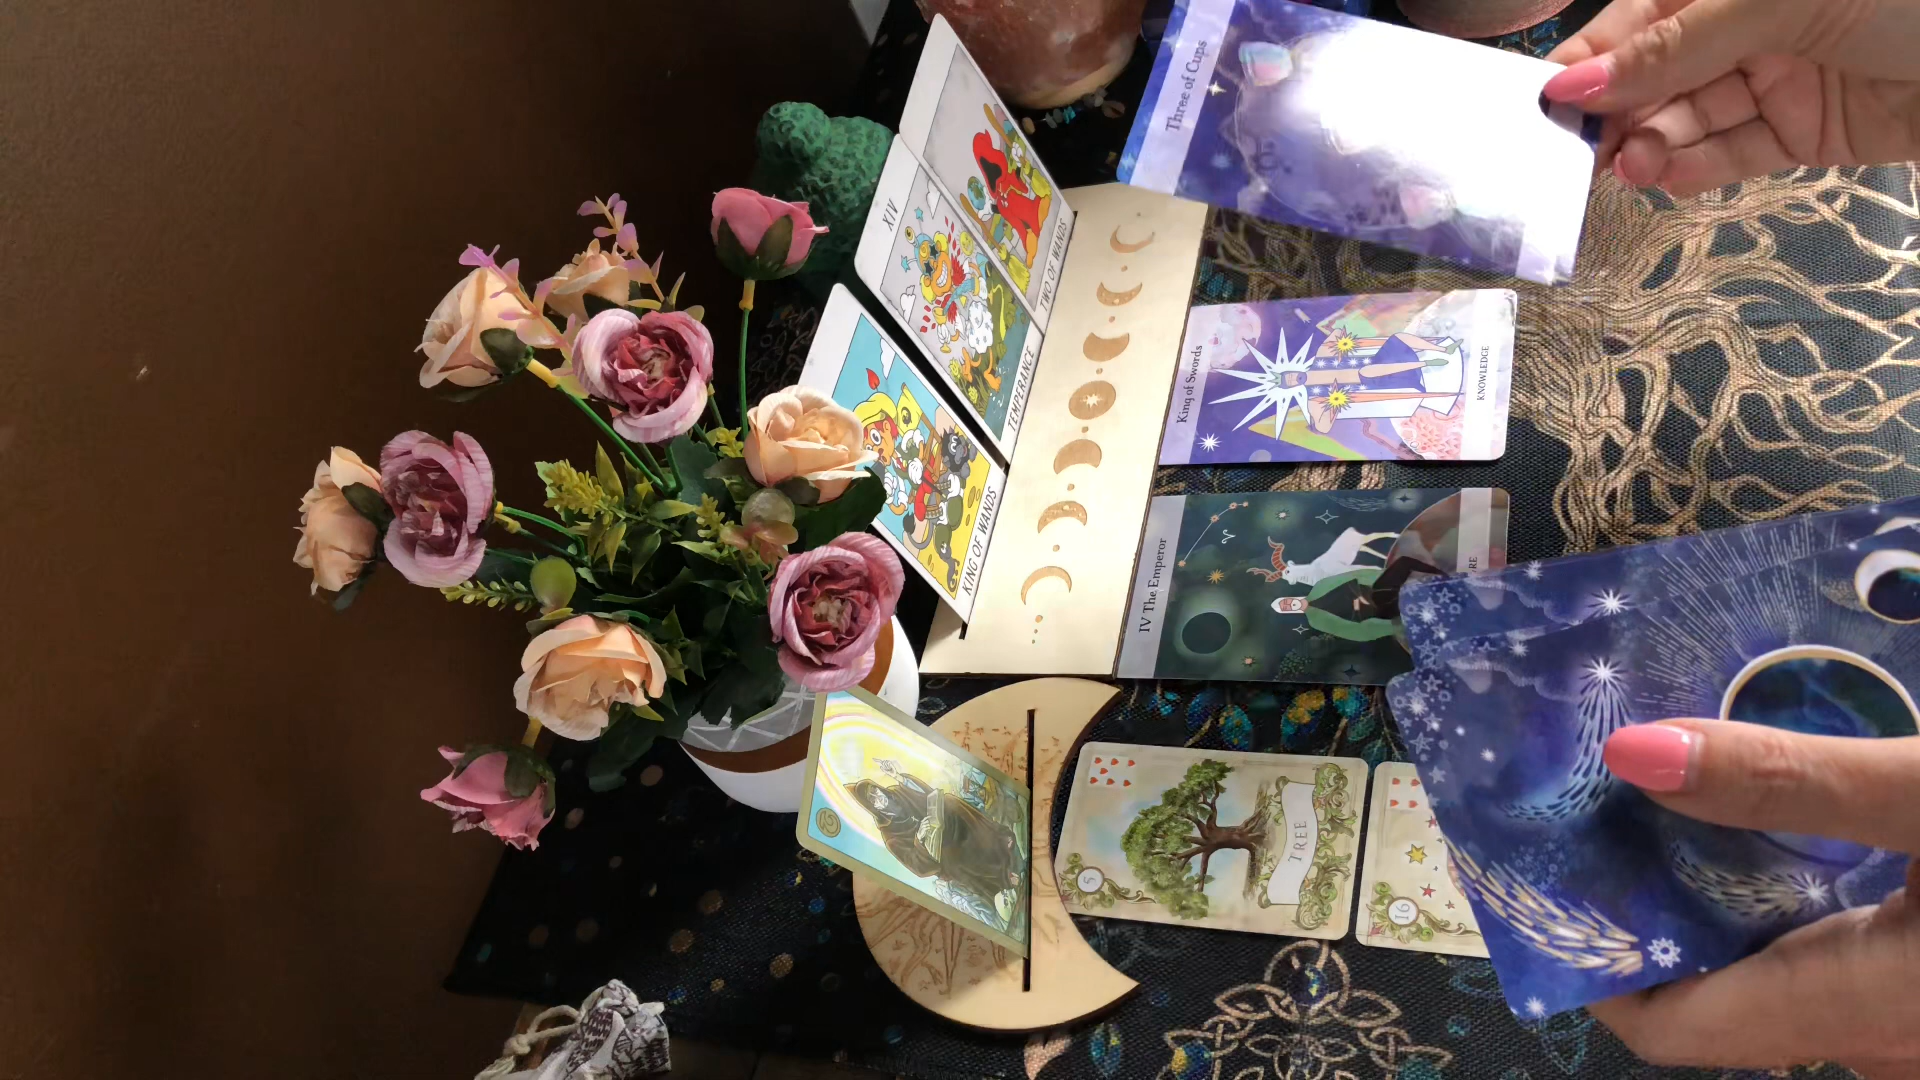 XIV
TWO OF WANDS
TEMPERANCE
KING OF WANDS
Three of Cups
King of Swords
KNOWLEDGE
IV The Emperor
RE
5
TREE
16